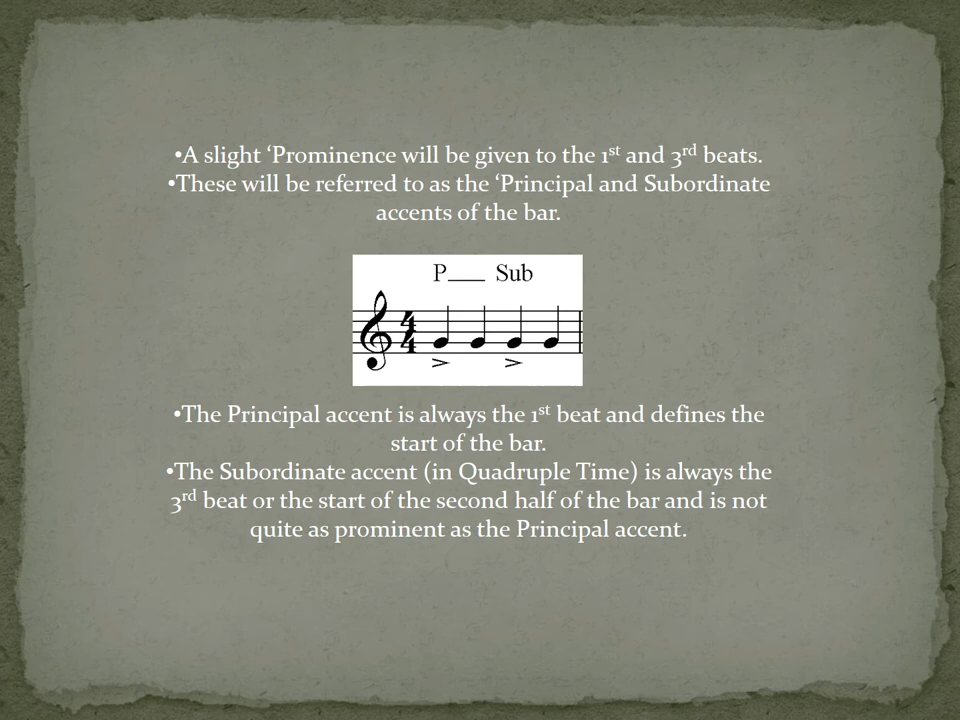 •A slight ‘Prominence will be given to the 1st and 3rd beats.
•These will be referred to as the ‘Principal and Subordinate
accents of the bar.
P___ Sub
4
4
•The Principal accent is always the 1st beat and defines the
start of the bar.
•The Subordinate accent (in Quadruple Time) is always the
3rd beat or the start of the second half of the bar and is not
quite as prominent as the Principal accent.